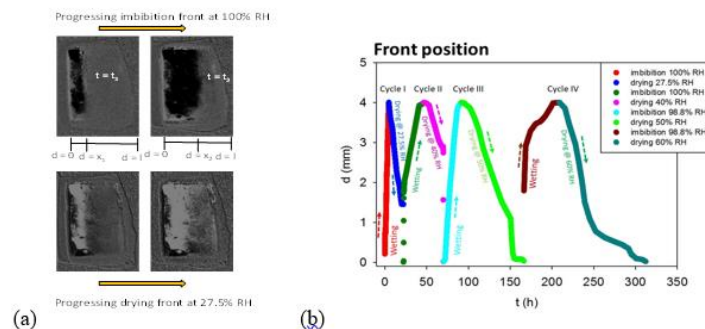 Progressing imbibition front at 100% RH
t = tₛ
t = tₛ
d = 0
d = xₛ
d = l
d = 0
d = xₛ
d = l
Progressing drying front at 27.5% RH
(a)
(b)
Front position
d (mm)
5
4
3
2
1
0
0
50
100
150
200
250
300
350
t (h)
Cycle I
Cycle II
Cycle III
Cycle IV
Wetting
Drying @ 27.5% RH
Wetting
Drying @ 40% RH
Wetting
Drying @ 50% RH
Wetting
Drying @ 60% RH
imbibition 100% RH
drying 27.5% RH
imbibition 100% RH
drying 40% RH
imbibition 98.8% RH
drying 50% RH
imbibition 98.8% RH
drying 60% RH